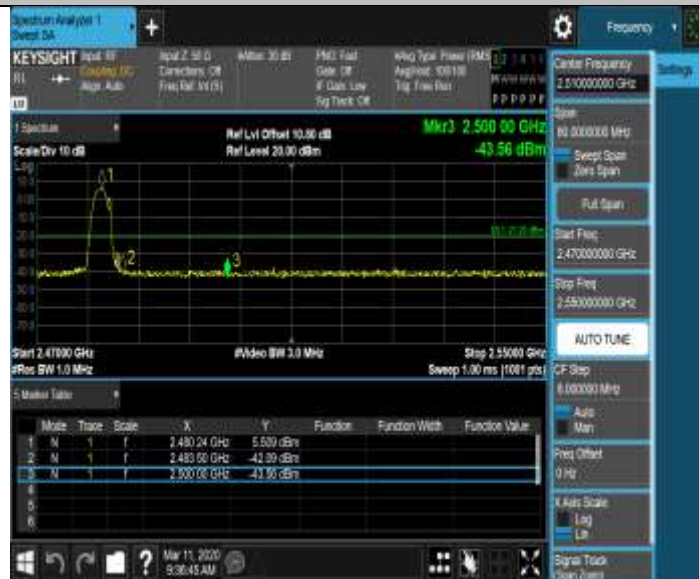 Spectrum Analyzer 1
Swept SA
+
Frequency
KEYSIGHT
RL
Input: RF
Coupling: DC
Align: Auto
Input Z: 50 Ω
Corrections: Off
Freq Ref: Int (S)
#Atten: 30 dB
PNO: Fast
Gate: Off
IF Gain: Low
Sig Track: Off
#Avg Type: Power (RMS)
Avg|Hold: 100/100
Trig: Free Run
P P P P P P
Center Frequency
2.510000000 GHz
Settings
Span
80.0000000 MHz
Swept Span
Zero Span
Full Span
Start Freq
2.470000000 GHz
Stop Freq
2.550000000 GHz
AUTO TUNE
CF Step
8.000000 MHz
Auto
Man
Freq Offset
0 Hz
X Axis Scale
Log
Lin
Signal Track
(Span Zoom)
1 Spectrum
Scale/Div 10 dB
Ref Lvl Offset 10.80 dB
Ref Level 20.00 dBm
Mkr3 2.500 00 GHz
-43.56 dBm
Log
1
2
3
Start 2.47000 GHz
#Res BW 1.0 MHz
#Video BW 3.0 MHz
Stop 2.55000 GHz
Sweep 1.00 ms (1001 pts)
5 Marker Table
Mode Trace Scale X Y Function Function Width Function Value
1 N 1 f 2.480 24 GHz 5.509 dBm
2 N 1 f 2.483 50 GHz -42.09 dBm
3 N 1 f 2.500 00 GHz -43.56 dBm
4
5
6
?
Mar 11, 2020
9:36:45 AM